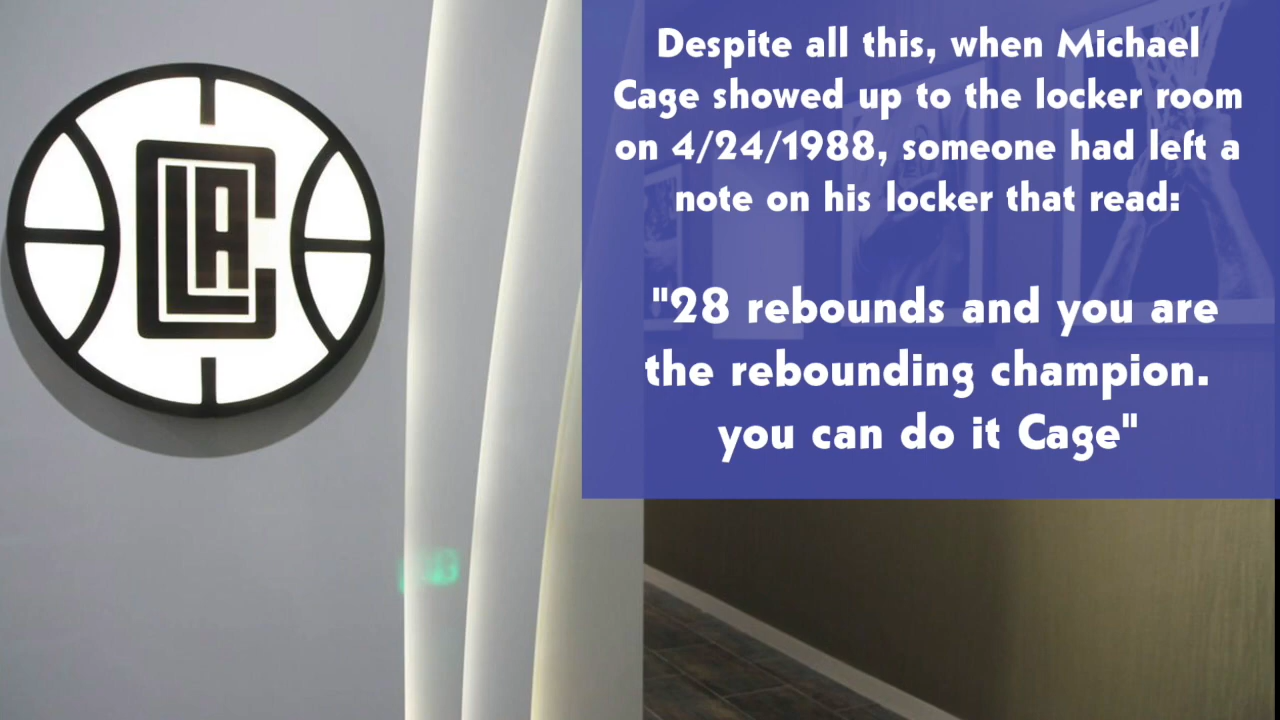 CLA
Despite all this, when Michael
Cage showed up to the locker room
on 4/24/1988, someone had left a
note on his locker that read:
"28 rebounds and you are
the rebounding champion.
you can do it Cage"